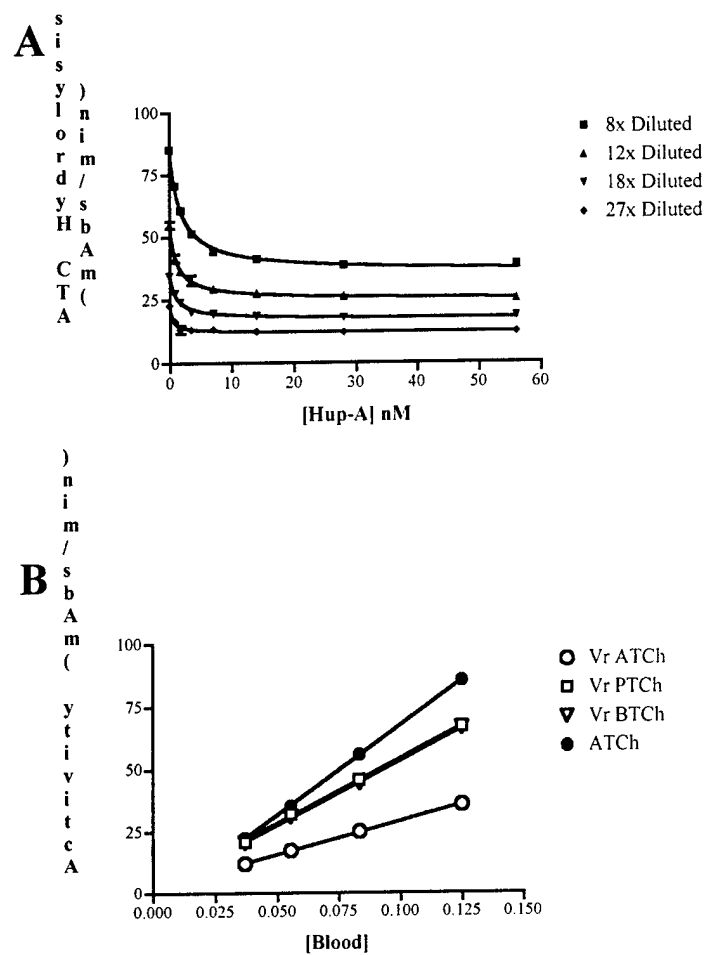 A
ATC Hydrolysis
(mAbs/min)
100
75
50
25
0
0 10 20 30 40 50 60
[Hup-A] nM
8x Diluted
12x Diluted
18x Diluted
27x Diluted
B
Activity (mAbs/min)
100
75
50
25
0
0.000 0.025 0.050 0.075 0.100 0.125 0.150
[Blood]
Vr ATCh
Vr PTCh
Vr BTCh
ATCh